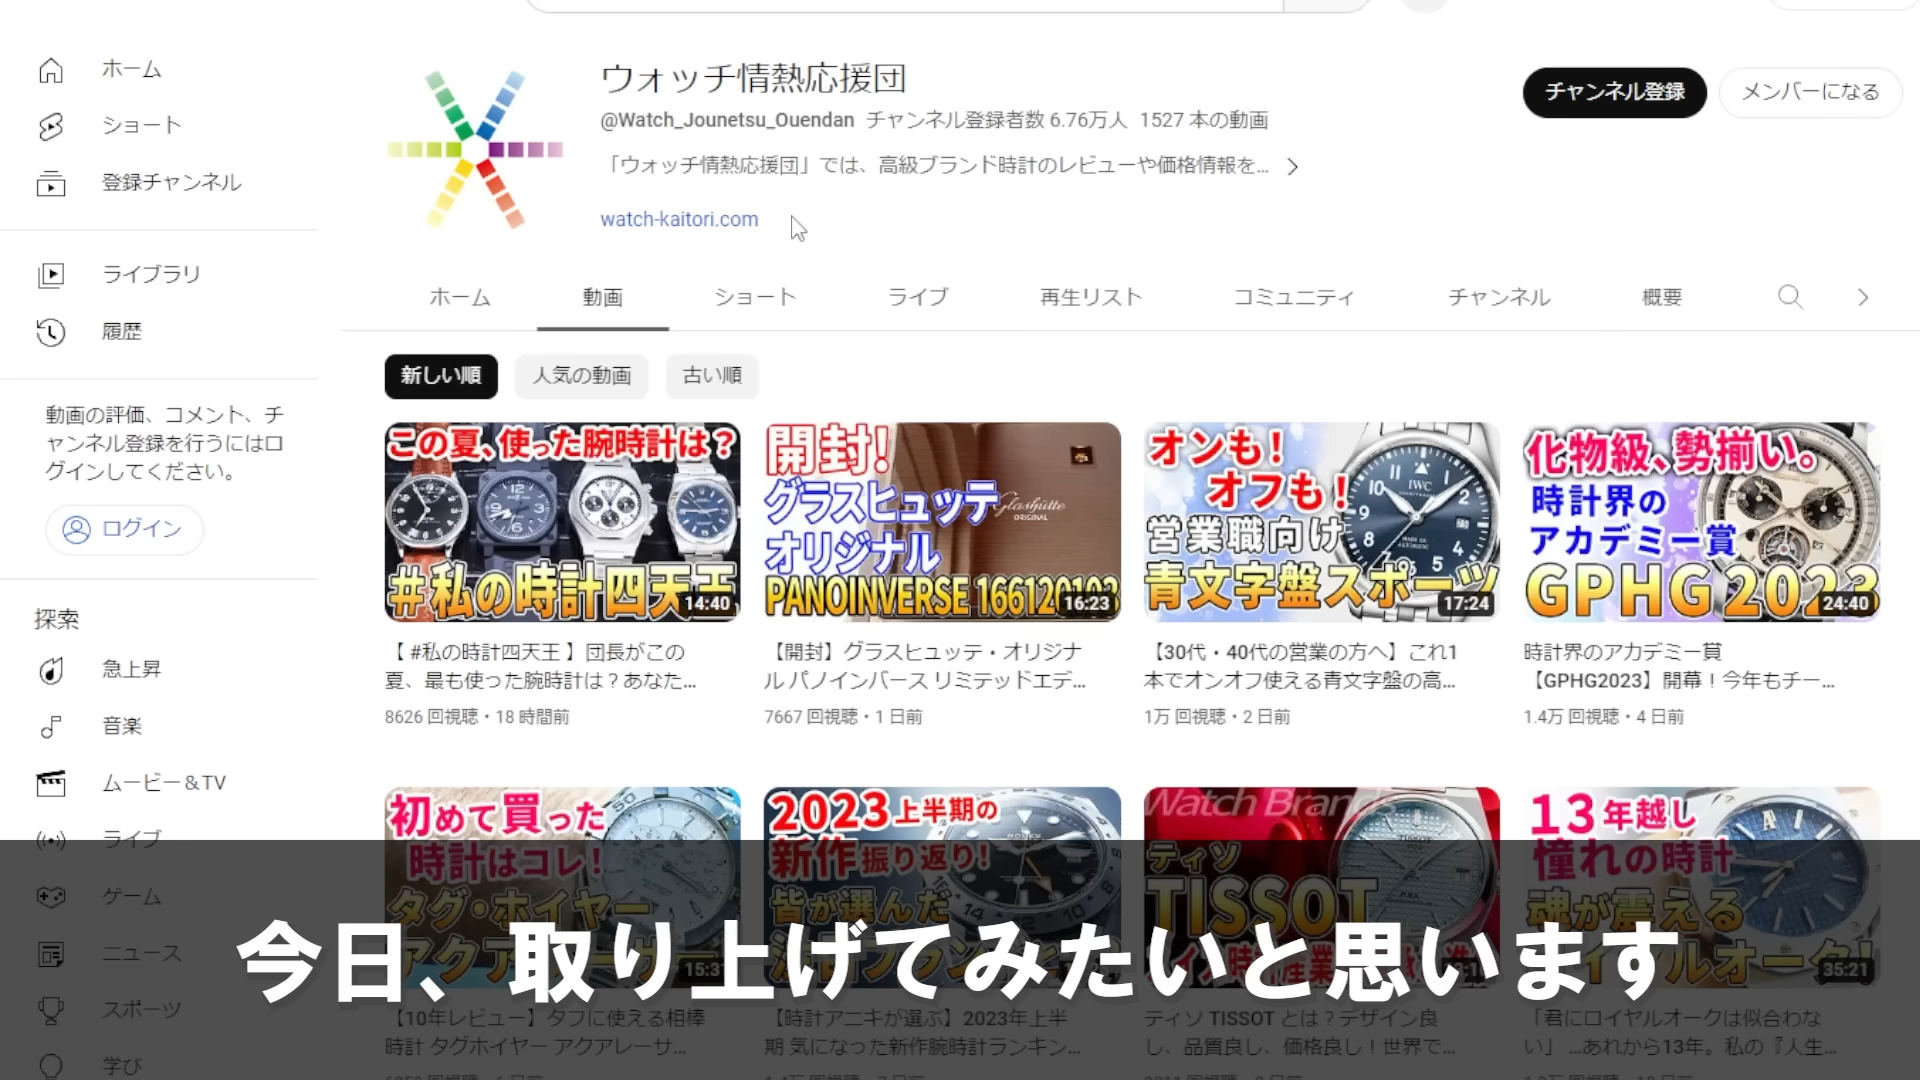 ホーム
ショート
登録チャンネル
ライブラリ
履歴
動画の評価、コメント、チ
ャンネル登録を行うにはロ
グインしてください。
ログイン
探索
急上昇
音楽
ムービー＆TV
ライブ
ゲーム
ニュース
スポーツ
学び
ウォッチ情熱応援団
@Watch_Jounetsu_Ouendan チャンネル登録者数 6.76万人 1527 本の動画
「ウォッチ情熱応援団」では、高級ブランド時計のレビューや価格情報を...
watch-kaitori.com
チャンネル登録
メンバーになる
ホーム 動画 ショート ライブ 再生リスト コミュニティ チャンネル 概要
新しい順 人気の動画 古い順
この夏、使った腕時計は？
#私の時計四天王
14:40
【 #私の時計四天王 】団長がこの
夏、最も使った腕時計は？あなた...
8626 回視聴・18 時間前
開封!
グラスヒュッテ
オリジナル
Glashütte
ORIGINAL
PANOINVERSE 166120102
16:23
【開封】グラスヒュッテ・オリジナ
ル パノインバース リミテッドエデ...
7667 回視聴・1 日前
オンも!
オフも!
営業職向け
青文字盤スポーツ
IWC
17:24
【30代・40代の営業の方へ】これ1
本でオンオフ使える青文字盤の高...
1万 回視聴・2 日前
化物級、勢揃い。
時計界の
アカデミー賞
GPHG 2023
24:40
時計界のアカデミー賞
【GPHG2023】開幕！今年もチー...
1.4万 回視聴・4 日前
初めて買った
時計はコレ!
タグ・ホイヤー
【10年レビュー】タフに使える相棒
時計 タグホイヤー アクアレーサ...
2023上半期の
新作振り返り!
皆が選んだ
【時計アニキが選ぶ】2023年上半
期 気になった新作腕時計ランキン...
Watch Brands
ティソ
TISSOT
ティソ TISSOT とは？デザイン良
し、品質良し、価格良し！世界で...
13年越し
憧れの時計
魂が震える
35:21
「君にロイヤルオークは似合わな
い」 …あれから13年。私の『人生...
今日、取り上げてみたいと思います